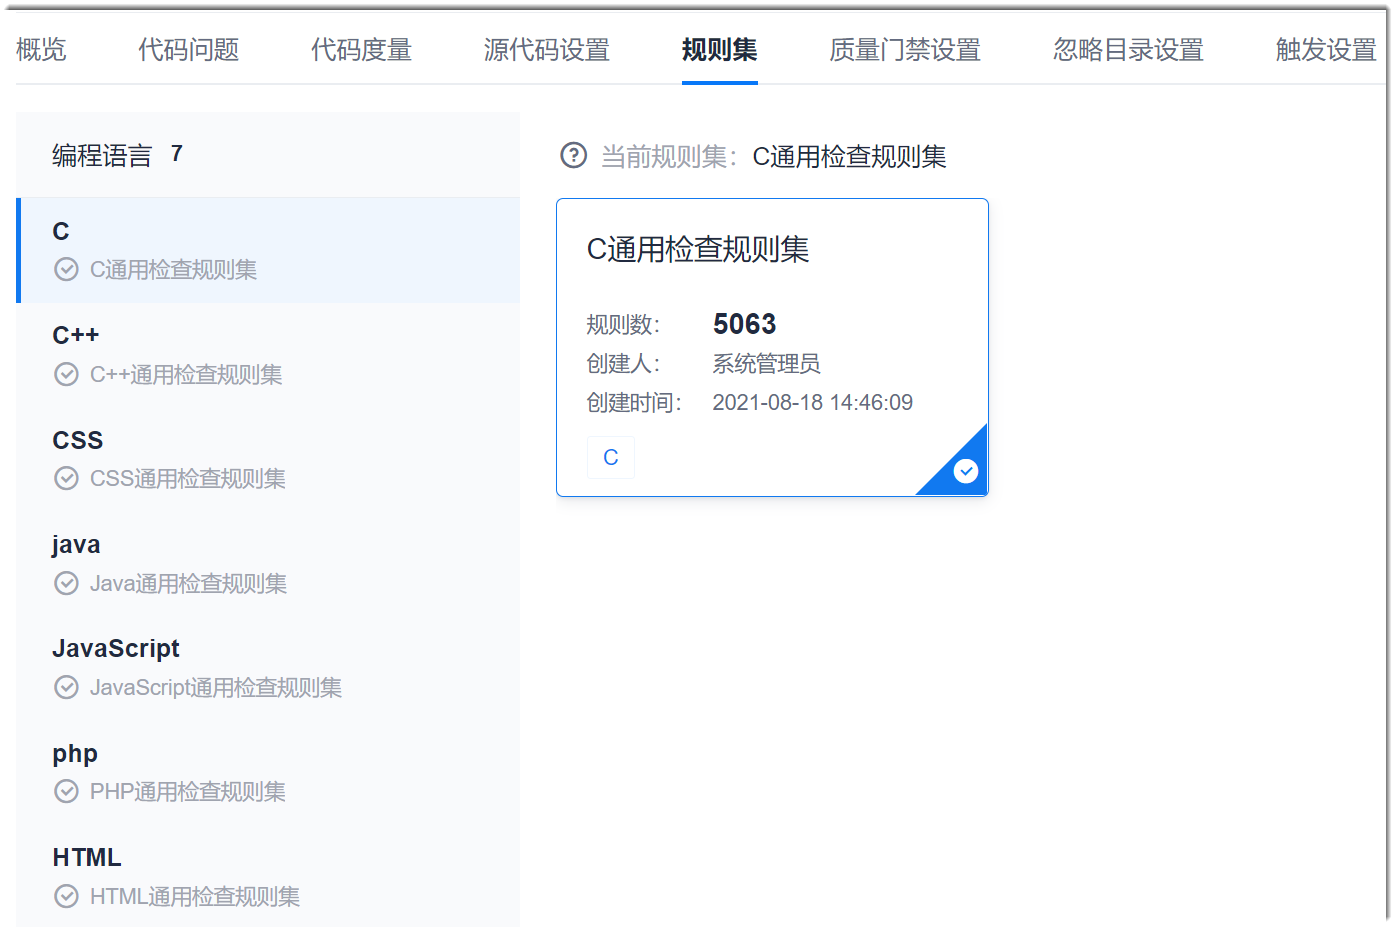 概览 代码问题 代码度量 源代码设置 规则集 质量门禁设置 忽略目录设置 触发设置
编程语言 7
C
C通用检查规则集
C++
C++通用检查规则集
CSS
CSS通用检查规则集
java
Java通用检查规则集
JavaScript
JavaScript通用检查规则集
php
PHP通用检查规则集
HTML
HTML通用检查规则集
当前规则集： C通用检查规则集
C通用检查规则集
规则数： 5063
创建人： 系统管理员
创建时间： 2021-08-18 14:46:09
C